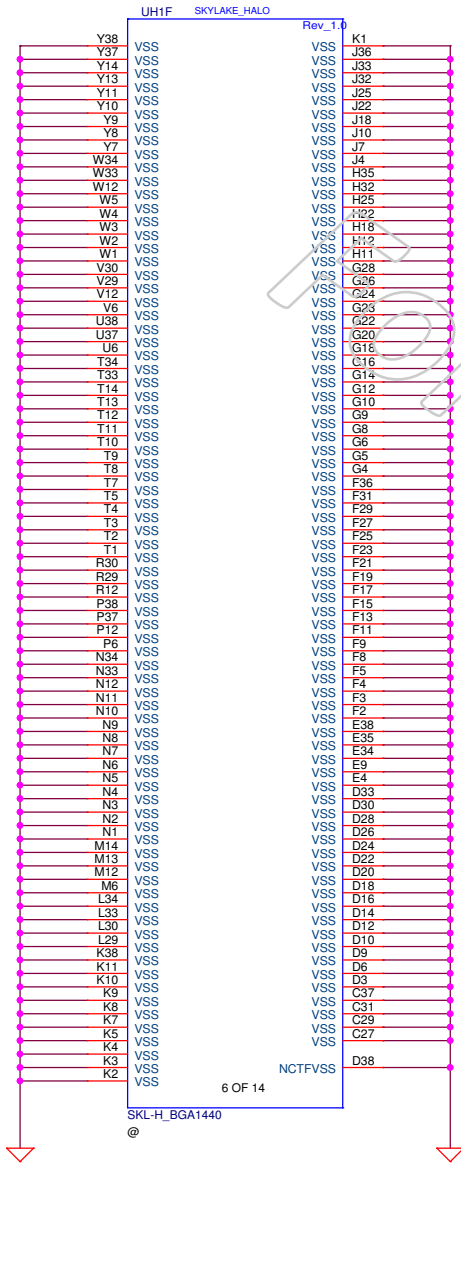 UH1F SKYLAKE_HALO
Rev_1.0
Y38 VSS VSS K1
Y37 VSS VSS J36
Y14 VSS VSS J33
Y13 VSS VSS J32
Y11 VSS VSS J25
Y10 VSS VSS J22
Y9 VSS VSS J18
Y8 VSS VSS J10
Y7 VSS VSS J7
W34 VSS VSS J4
W33 VSS VSS H35
W12 VSS VSS H32
W5 VSS VSS H25
W4 VSS VSS H22
W3 VSS VSS H18
W2 VSS VSS H12
W1 VSS VSS H11
V30 VSS VSS G28
V29 VSS VSS G26
V12 VSS VSS G24
V6 VSS VSS G23
U38 VSS VSS G22
U37 VSS VSS G20
U6 VSS VSS G18
T34 VSS VSS G16
T33 VSS VSS G14
T14 VSS VSS G12
T13 VSS VSS G10
T12 VSS VSS G9
T11 VSS VSS G8
T10 VSS VSS G6
T9 VSS VSS G5
T8 VSS VSS G4
T7 VSS VSS F36
T5 VSS VSS F31
T4 VSS VSS F29
T3 VSS VSS F27
T2 VSS VSS F25
T1 VSS VSS F23
R30 VSS VSS F21
R29 VSS VSS F19
R12 VSS VSS F17
P38 VSS VSS F15
P37 VSS VSS F13
P12 VSS VSS F11
P6 VSS VSS F9
N34 VSS VSS F8
N33 VSS VSS F5
N12 VSS VSS F4
N11 VSS VSS F3
N10 VSS VSS F2
N9 VSS VSS E38
N8 VSS VSS E35
N7 VSS VSS E34
N6 VSS VSS E9
N5 VSS VSS E4
N4 VSS VSS D33
N3 VSS VSS D30
N2 VSS VSS D28
N1 VSS VSS D26
M14 VSS VSS D24
M13 VSS VSS D22
M12 VSS VSS D20
M6 VSS VSS D18
L34 VSS VSS D16
L33 VSS VSS D14
L30 VSS VSS D12
L29 VSS VSS D10
K38 VSS VSS D9
K11 VSS VSS D6
K10 VSS VSS D3
K9 VSS VSS C37
K8 VSS VSS C31
K7 VSS VSS C29
K5 VSS VSS C27
K4 VSS
K3 VSS NCTFVSS D38
K2 VSS
6 OF 14
SKL-H_BGA1440
@